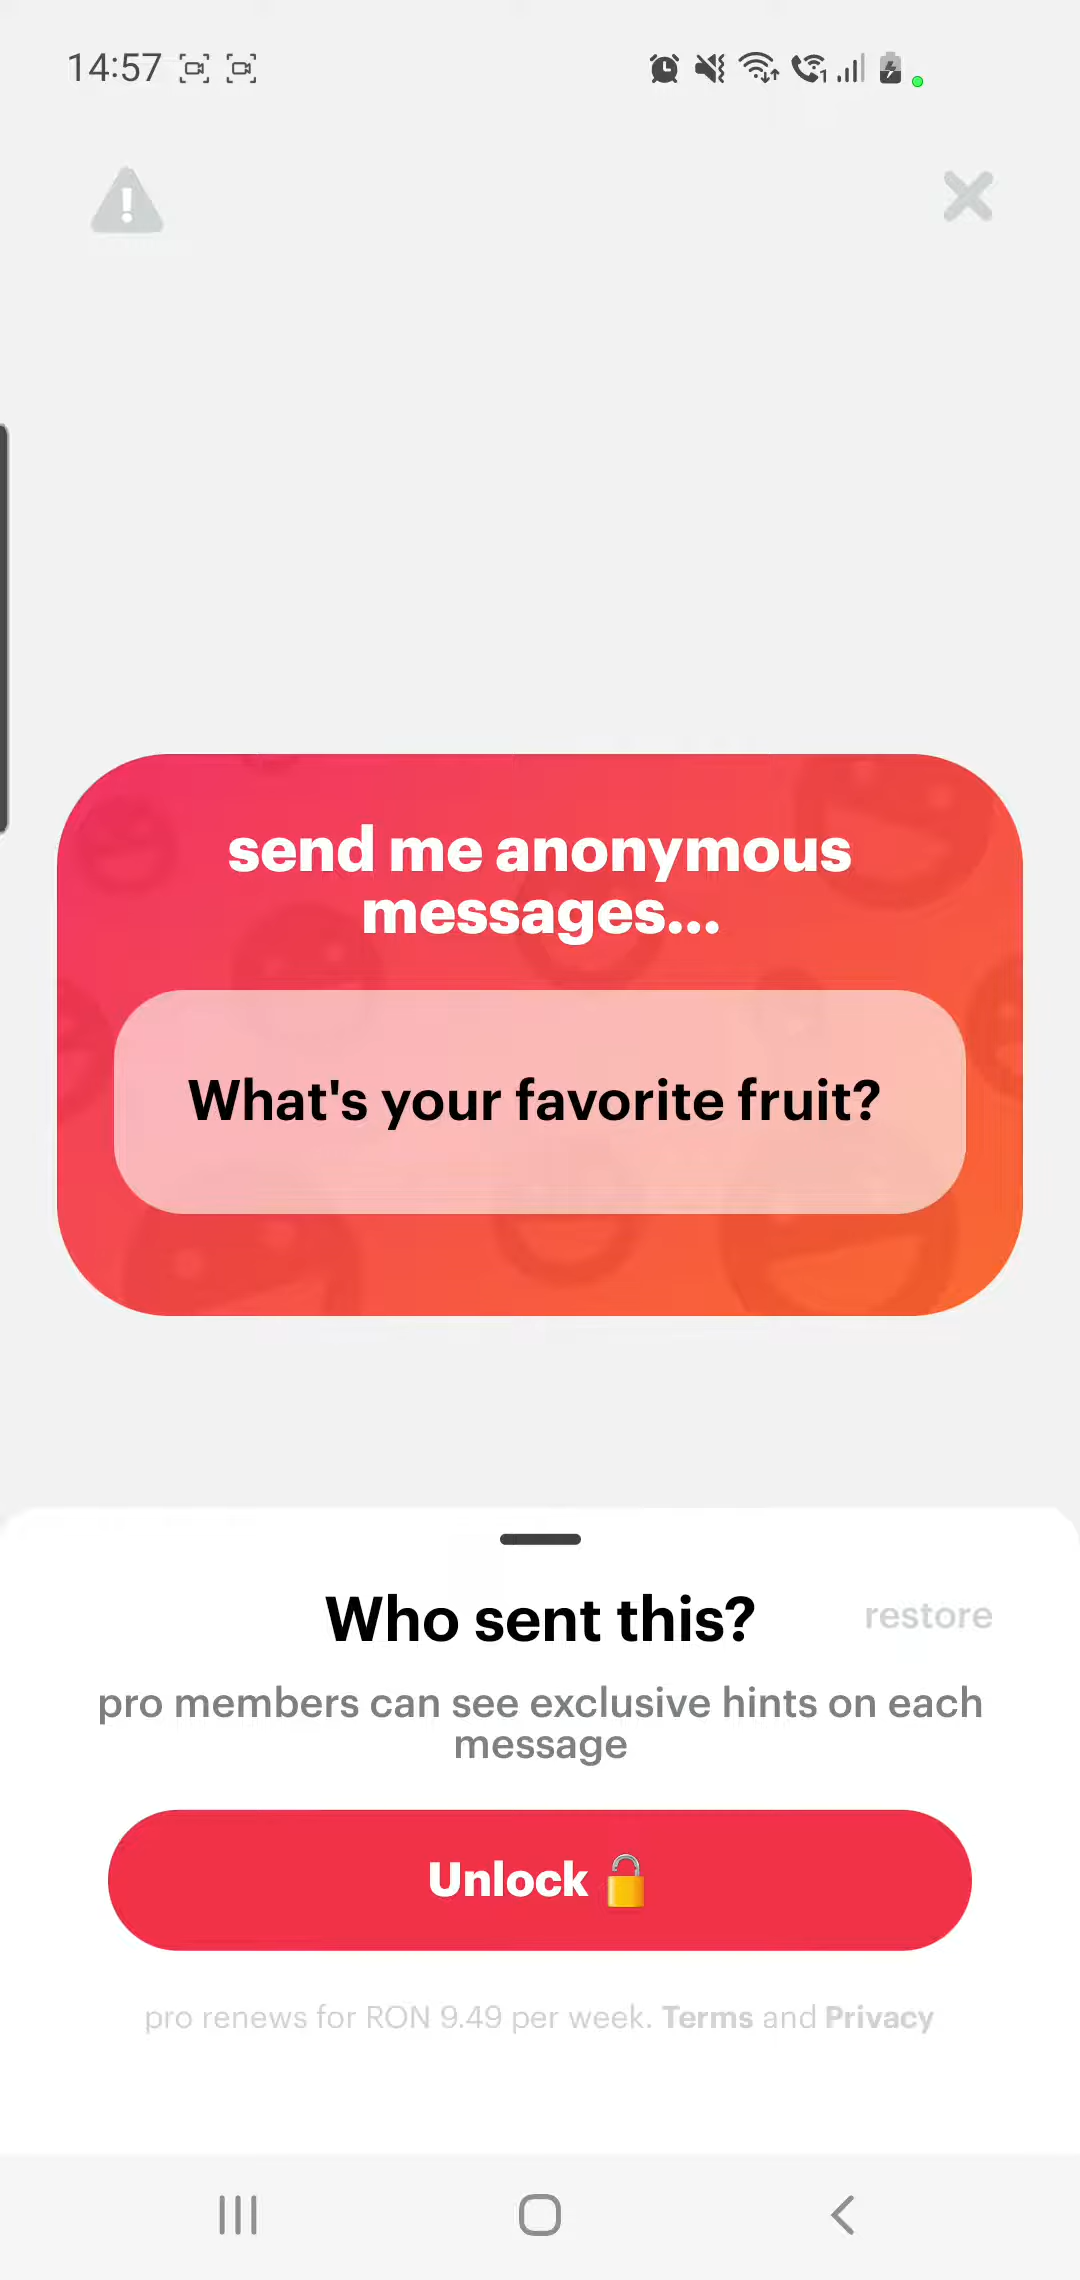 14:57
send me anonymous
messages...
What's your favorite fruit?
Who sent this?
restore
pro members can see exclusive hints on each
message
Unlock
pro renews for RON 9.49 per week. Terms and Privacy